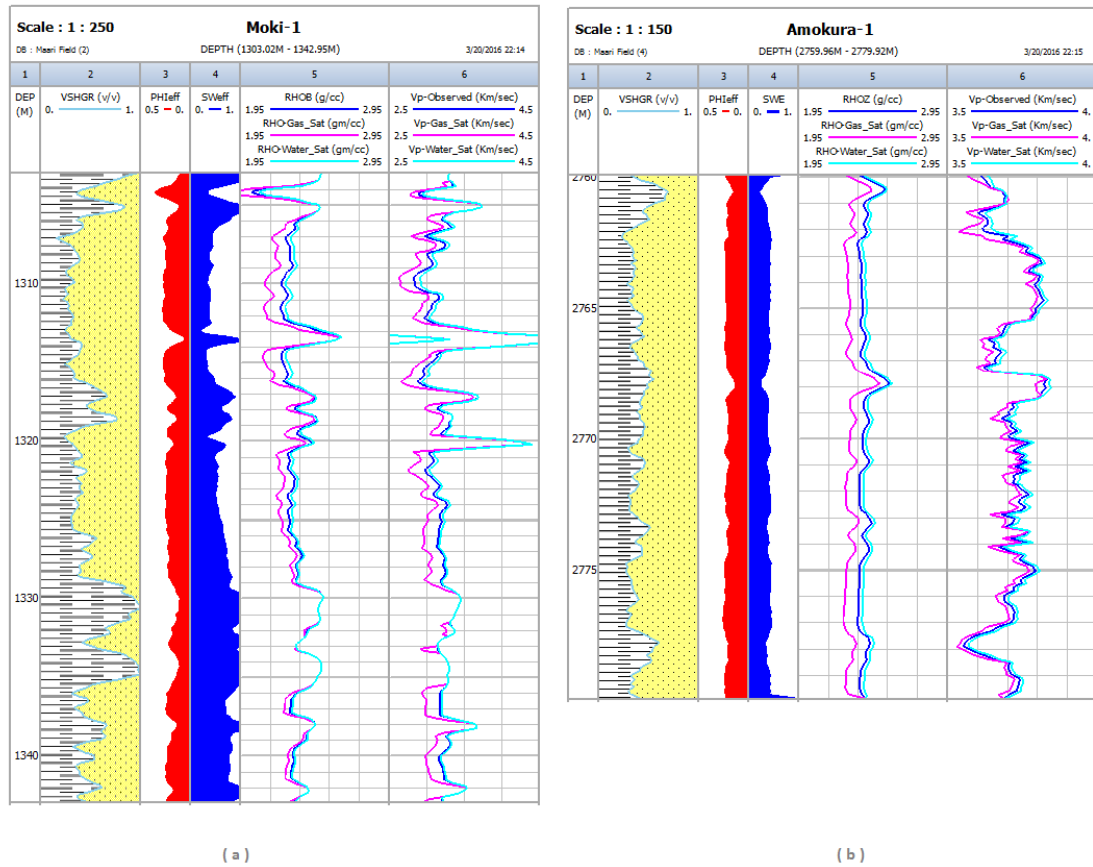 Scale : 1 : 250 Moki-1
DB : Maari Field (2) DEPTH (1303.02M - 1342.95M) 3/20/2016 22:14
1 2 3 4 5 6
DEP VSHGR (v/v) PHIeff SWeff RHOB (g/cc) Vp-Observed (Km/sec)
(M) 0. 1. 0.5 0. 0. 1. 1.95 2.95 2.5 4.5
RHO-Gas_Sat (gm/cc) Vp-Gas_Sat (Km/sec)
1.95 2.95 2.5 4.5
RHO-Water_Sat (gm/cc) Vp-Water_Sat (Km/sec)
1.95 2.95 2.5 4.5
1310
1320
1330
1340
( a )
Scale : 1 : 150 Amokura-1
DB : Maari Field (4) DEPTH (2759.96M - 2779.92M) 3/20/2016 22:15
1 2 3 4 5 6
DEP VSHGR (v/v) PHIeff SWE RHOZ (g/cc) Vp-Observed (Km/sec)
(M) 0. 1. 0.5 0. 0. 1. 1.95 2.95 3.5 4.
RHO-Gas_Sat (gm/cc) Vp-Gas_Sat (Km/sec)
1.95 2.95 3.5 4.
RHO-Water_Sat (gm/cc) Vp-Water_Sat (Km/sec)
1.95 2.95 3.5 4.
2760
2765
2770
2775
( b )